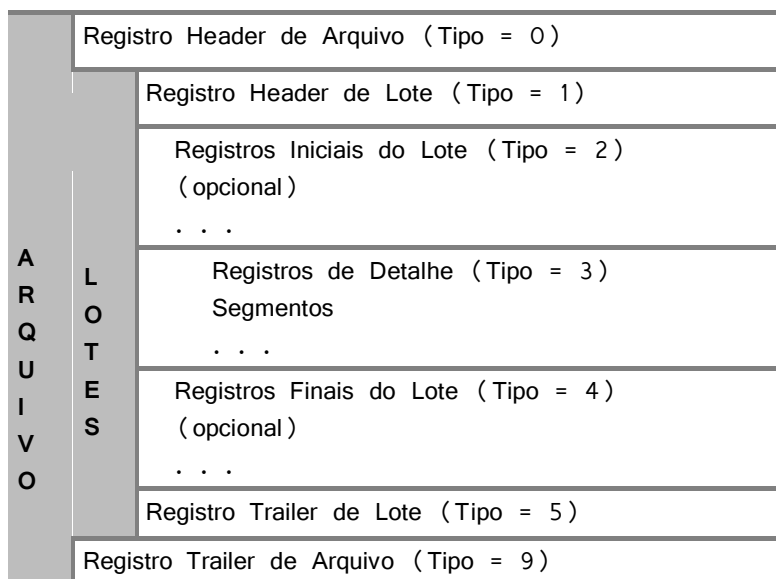 Registro Header de Arquivo (Tipo = 0)
Registro Header de Lote (Tipo = 1)
Registros Iniciais do Lote (Tipo = 2)
(opcional)
. . .
Registros de Detalhe (Tipo = 3)
Segmentos
. . .
Registros Finais do Lote (Tipo = 4)
(opcional)
. . .
Registro Trailer de Lote (Tipo = 5)
Registro Trailer de Arquivo (Tipo = 9)
A
R
Q
U
I
V
O
L
O
T
E
S